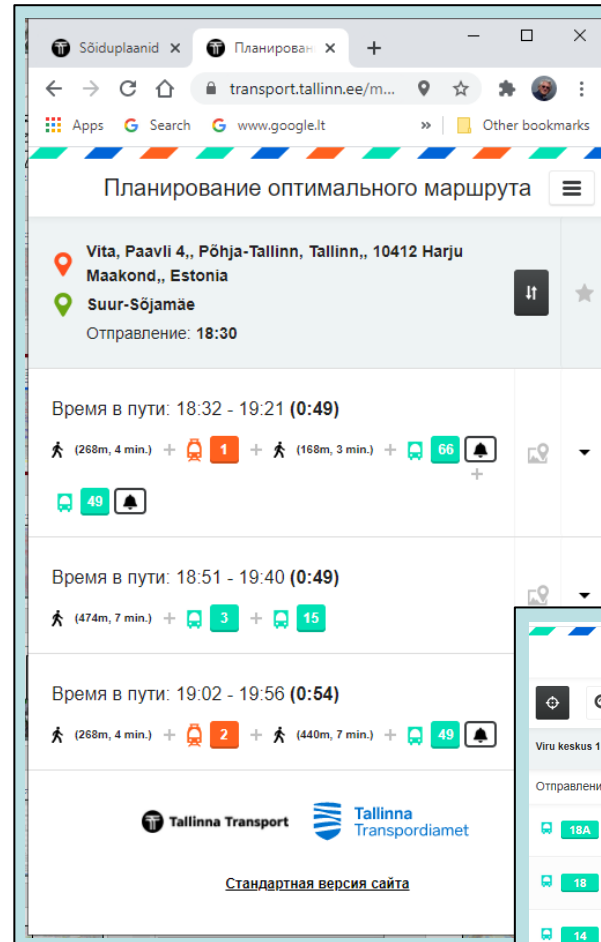 Sõiduplaanid
Планирован
transport.tallinn.ee/m...
Apps Search www.google.lt » Other bookmarks
Планирование оптимального маршрута
Vita, Paavli 4,, Põhja-Tallinn, Tallinn,, 10412 Harju
Maakond,, Estonia
Suur-Sõjamäe
Отправление: 18:30
Время в пути: 18:32 - 19:21 (0:49)
(268m, 4 min.) + 1 + (168m, 3 min.) + 66 +
49
Время в пути: 18:51 - 19:40 (0:49)
(474m, 7 min.) + 3 + 15
Время в пути: 19:02 - 19:56 (0:54)
(268m, 4 min.) + 2 + (440m, 7 min.) + 49
Tallinna Transport
Tallinna
Transpordiamet
Стандартная версия сайта
Viru keskus 1
Отправлени
18A
18
14